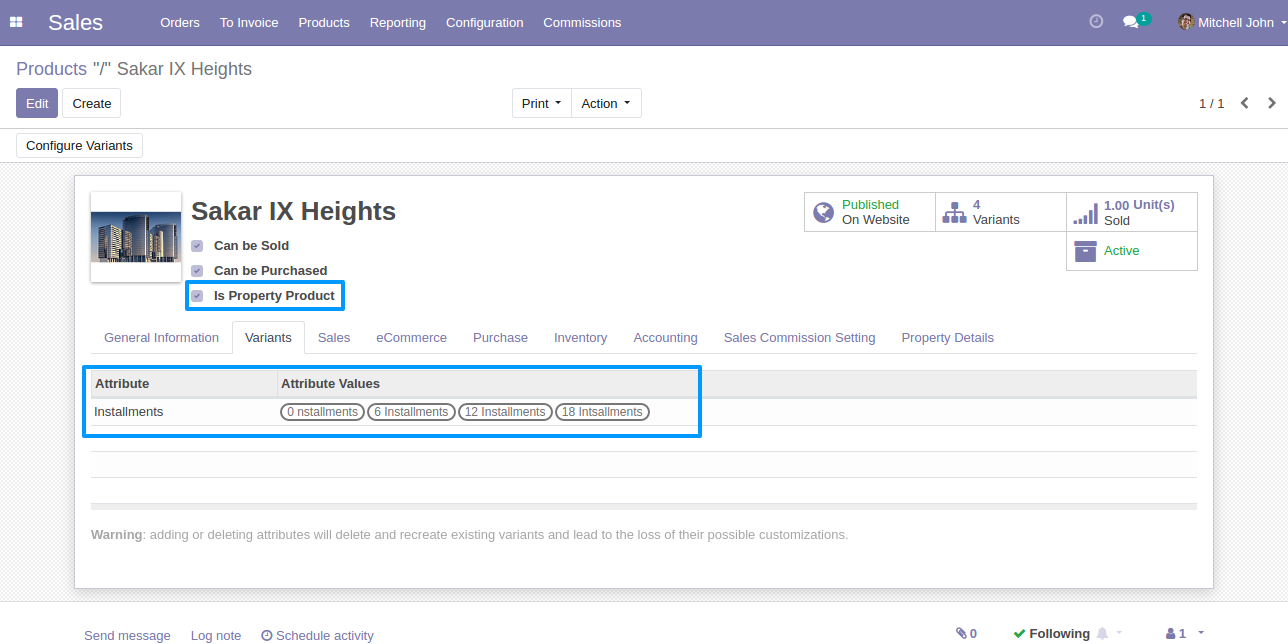 Sales Orders To Invoice Products Reporting Configuration Commissions 1 Mitchell John
Products "/" Sakar IX Heights
Edit Create Print Action 1 / 1
Configure Variants
Sakar IX Heights
Can be Sold
Can be Purchased
Is Property Product
Published
On Website
4
Variants
1.00 Unit(s)
Sold
Active
General Information Variants Sales eCommerce Purchase Inventory Accounting Sales Commission Setting Property Details
Attribute Attribute Values
Installments 0 nstallments 6 Installments 12 Installments 18 Intsallments
Warning: adding or deleting attributes will delete and recreate existing variants and lead to the loss of their possible customizations.
Send message Log note Schedule activity 0 Following 1